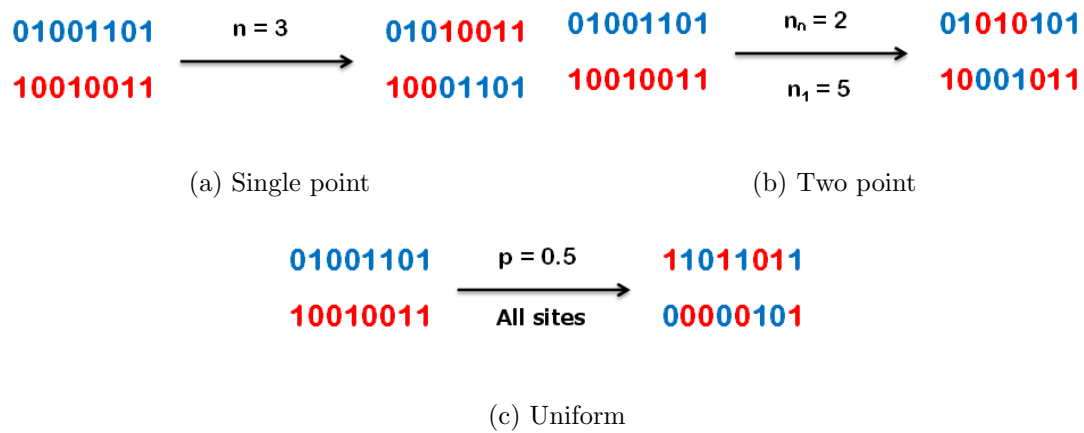 01001101 n = 3 01010011
10010011 10001101
(a) Single point
01001101 n₀ = 2 01010101
10010011 n₁ = 5 10001011
(b) Two point
01001101 p = 0.5 11011011
10010011 All sites 00000101
(c) Uniform